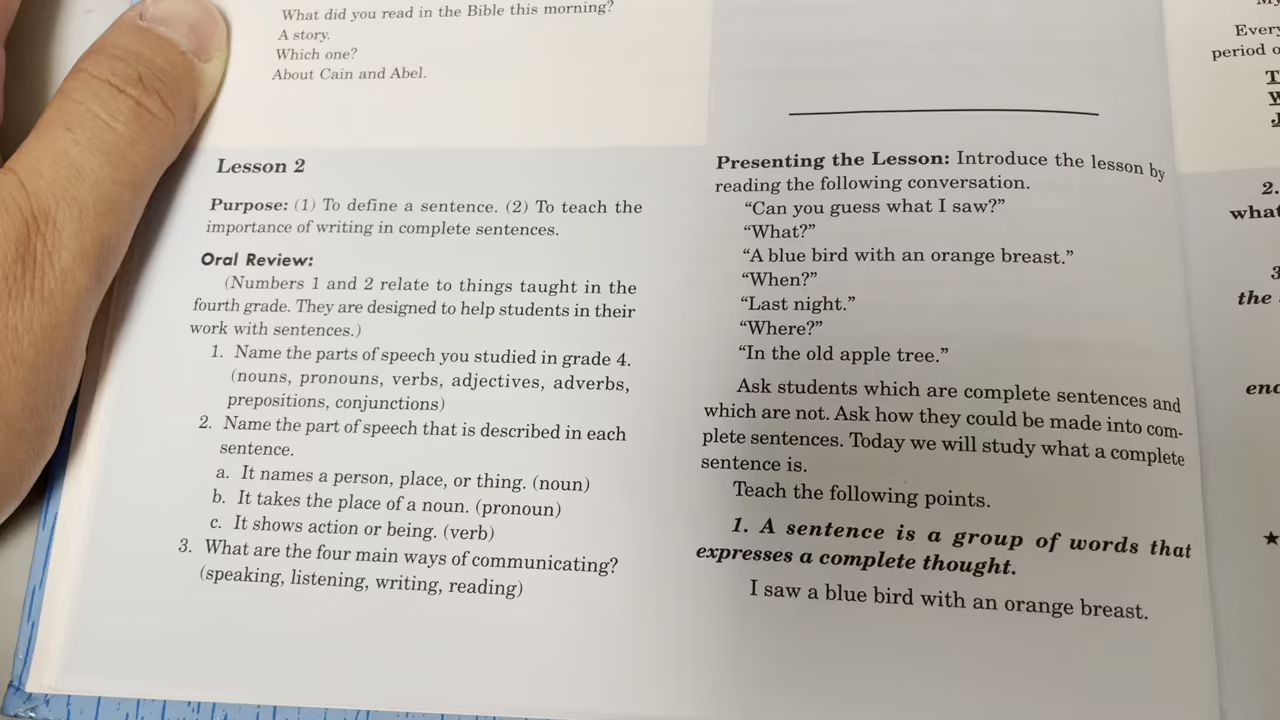 What did you read in the Bible this morning?
A story.
Which one?
About Cain and Abel.
Lesson 2
Purpose: (1) To define a sentence. (2) To teach the
importance of writing in complete sentences.
Oral Review:
(Numbers 1 and 2 relate to things taught in the
fourth grade. They are designed to help students in their
work with sentences.)
1. Name the parts of speech you studied in grade 4.
(nouns, pronouns, verbs, adjectives, adverbs,
prepositions, conjunctions)
2. Name the part of speech that is described in each
sentence.
a. It names a person, place, or thing. (noun)
b. It takes the place of a noun. (pronoun)
c. It shows action or being. (verb)
3. What are the four main ways of communicating?
(speaking, listening, writing, reading)
Presenting the Lesson: Introduce the lesson by
reading the following conversation.
“Can you guess what I saw?”
“What?”
“A blue bird with an orange breast.”
“When?”
“Last night.”
“Where?”
“In the old apple tree.”
Ask students which are complete sentences and
which are not. Ask how they could be made into com-
plete sentences. Today we will study what a complete
sentence is.
Teach the following points.
1. A sentence is a group of words that
expresses a complete thought.
I saw a blue bird with an orange breast.
period
2.
what
3
the